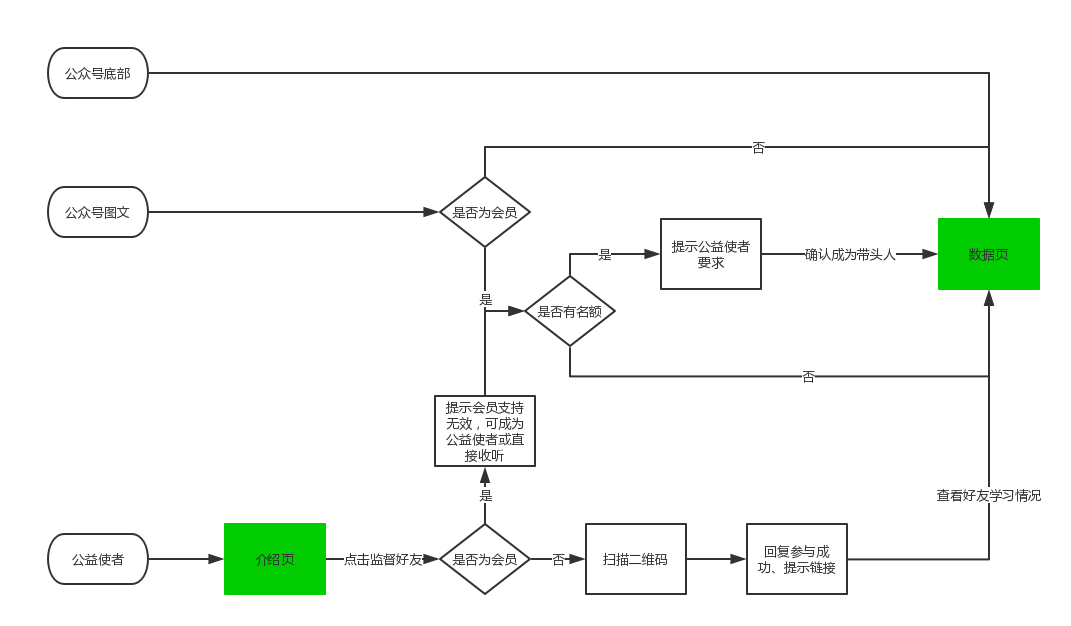 公众号底部
否
公众号图文
是否为会员
是
提示公益使者
要求
确认成为带头人
数据页
是
是否有名额
否
提示会员支持
无效，可成为
公益使者或直
接收听
是
查看好友学习情况
公益使者
介绍页
点击监督好友
是否为会员
否
扫描二维码
回复参与成
功、提示链接